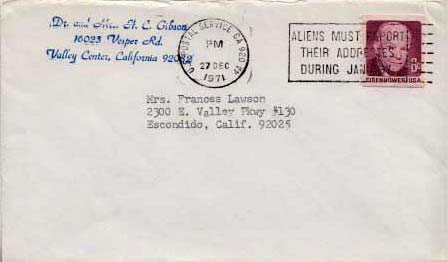 Dr. and Mrs. H. C. Gibson
16023 Vesper Rd.
Valley Center, California 92082
U.S. POSTAL SERVICE CA 920
PM
27 DEC
1971
ALIENS MUST REPORT
THEIR ADDRESSES
DURING JAN
EISENHOWER USA
Mrs. Frances Lawson
2300 E. Valley Pkwy #130
Escondido, Calif. 92025